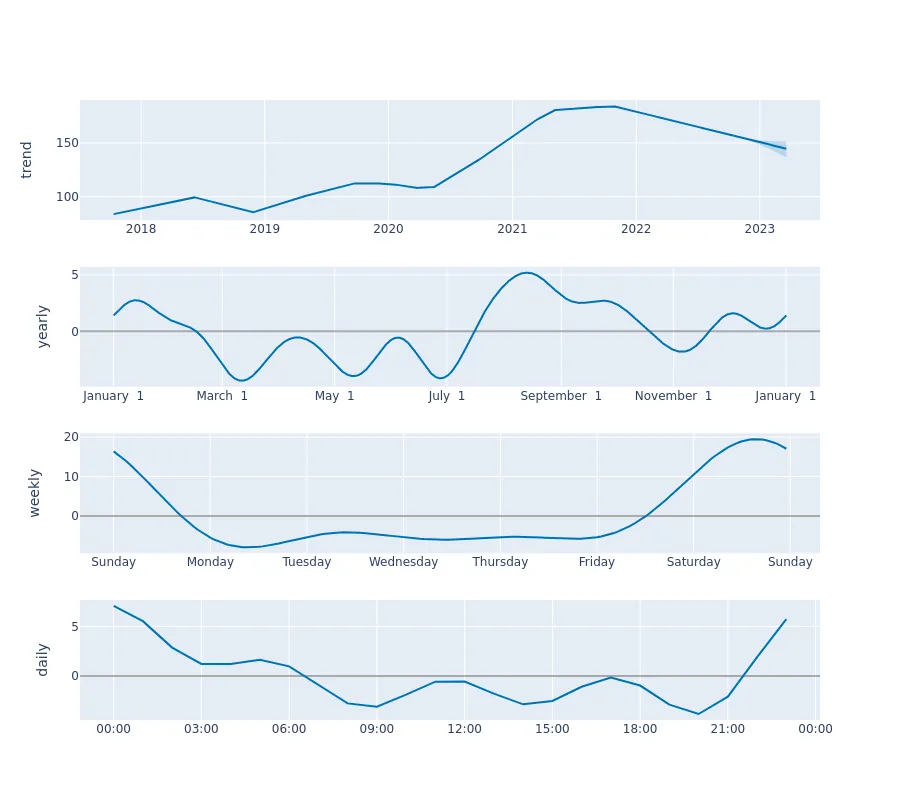 trend
150
100
2018 2019 2020 2021 2022 2023
yearly
5
0
January 1 March 1 May 1 July 1 September 1 November 1 January 1
weekly
20
10
0
Sunday Monday Tuesday Wednesday Thursday Friday Saturday Sunday
daily
5
0
00:00 03:00 06:00 09:00 12:00 15:00 18:00 21:00 00:00